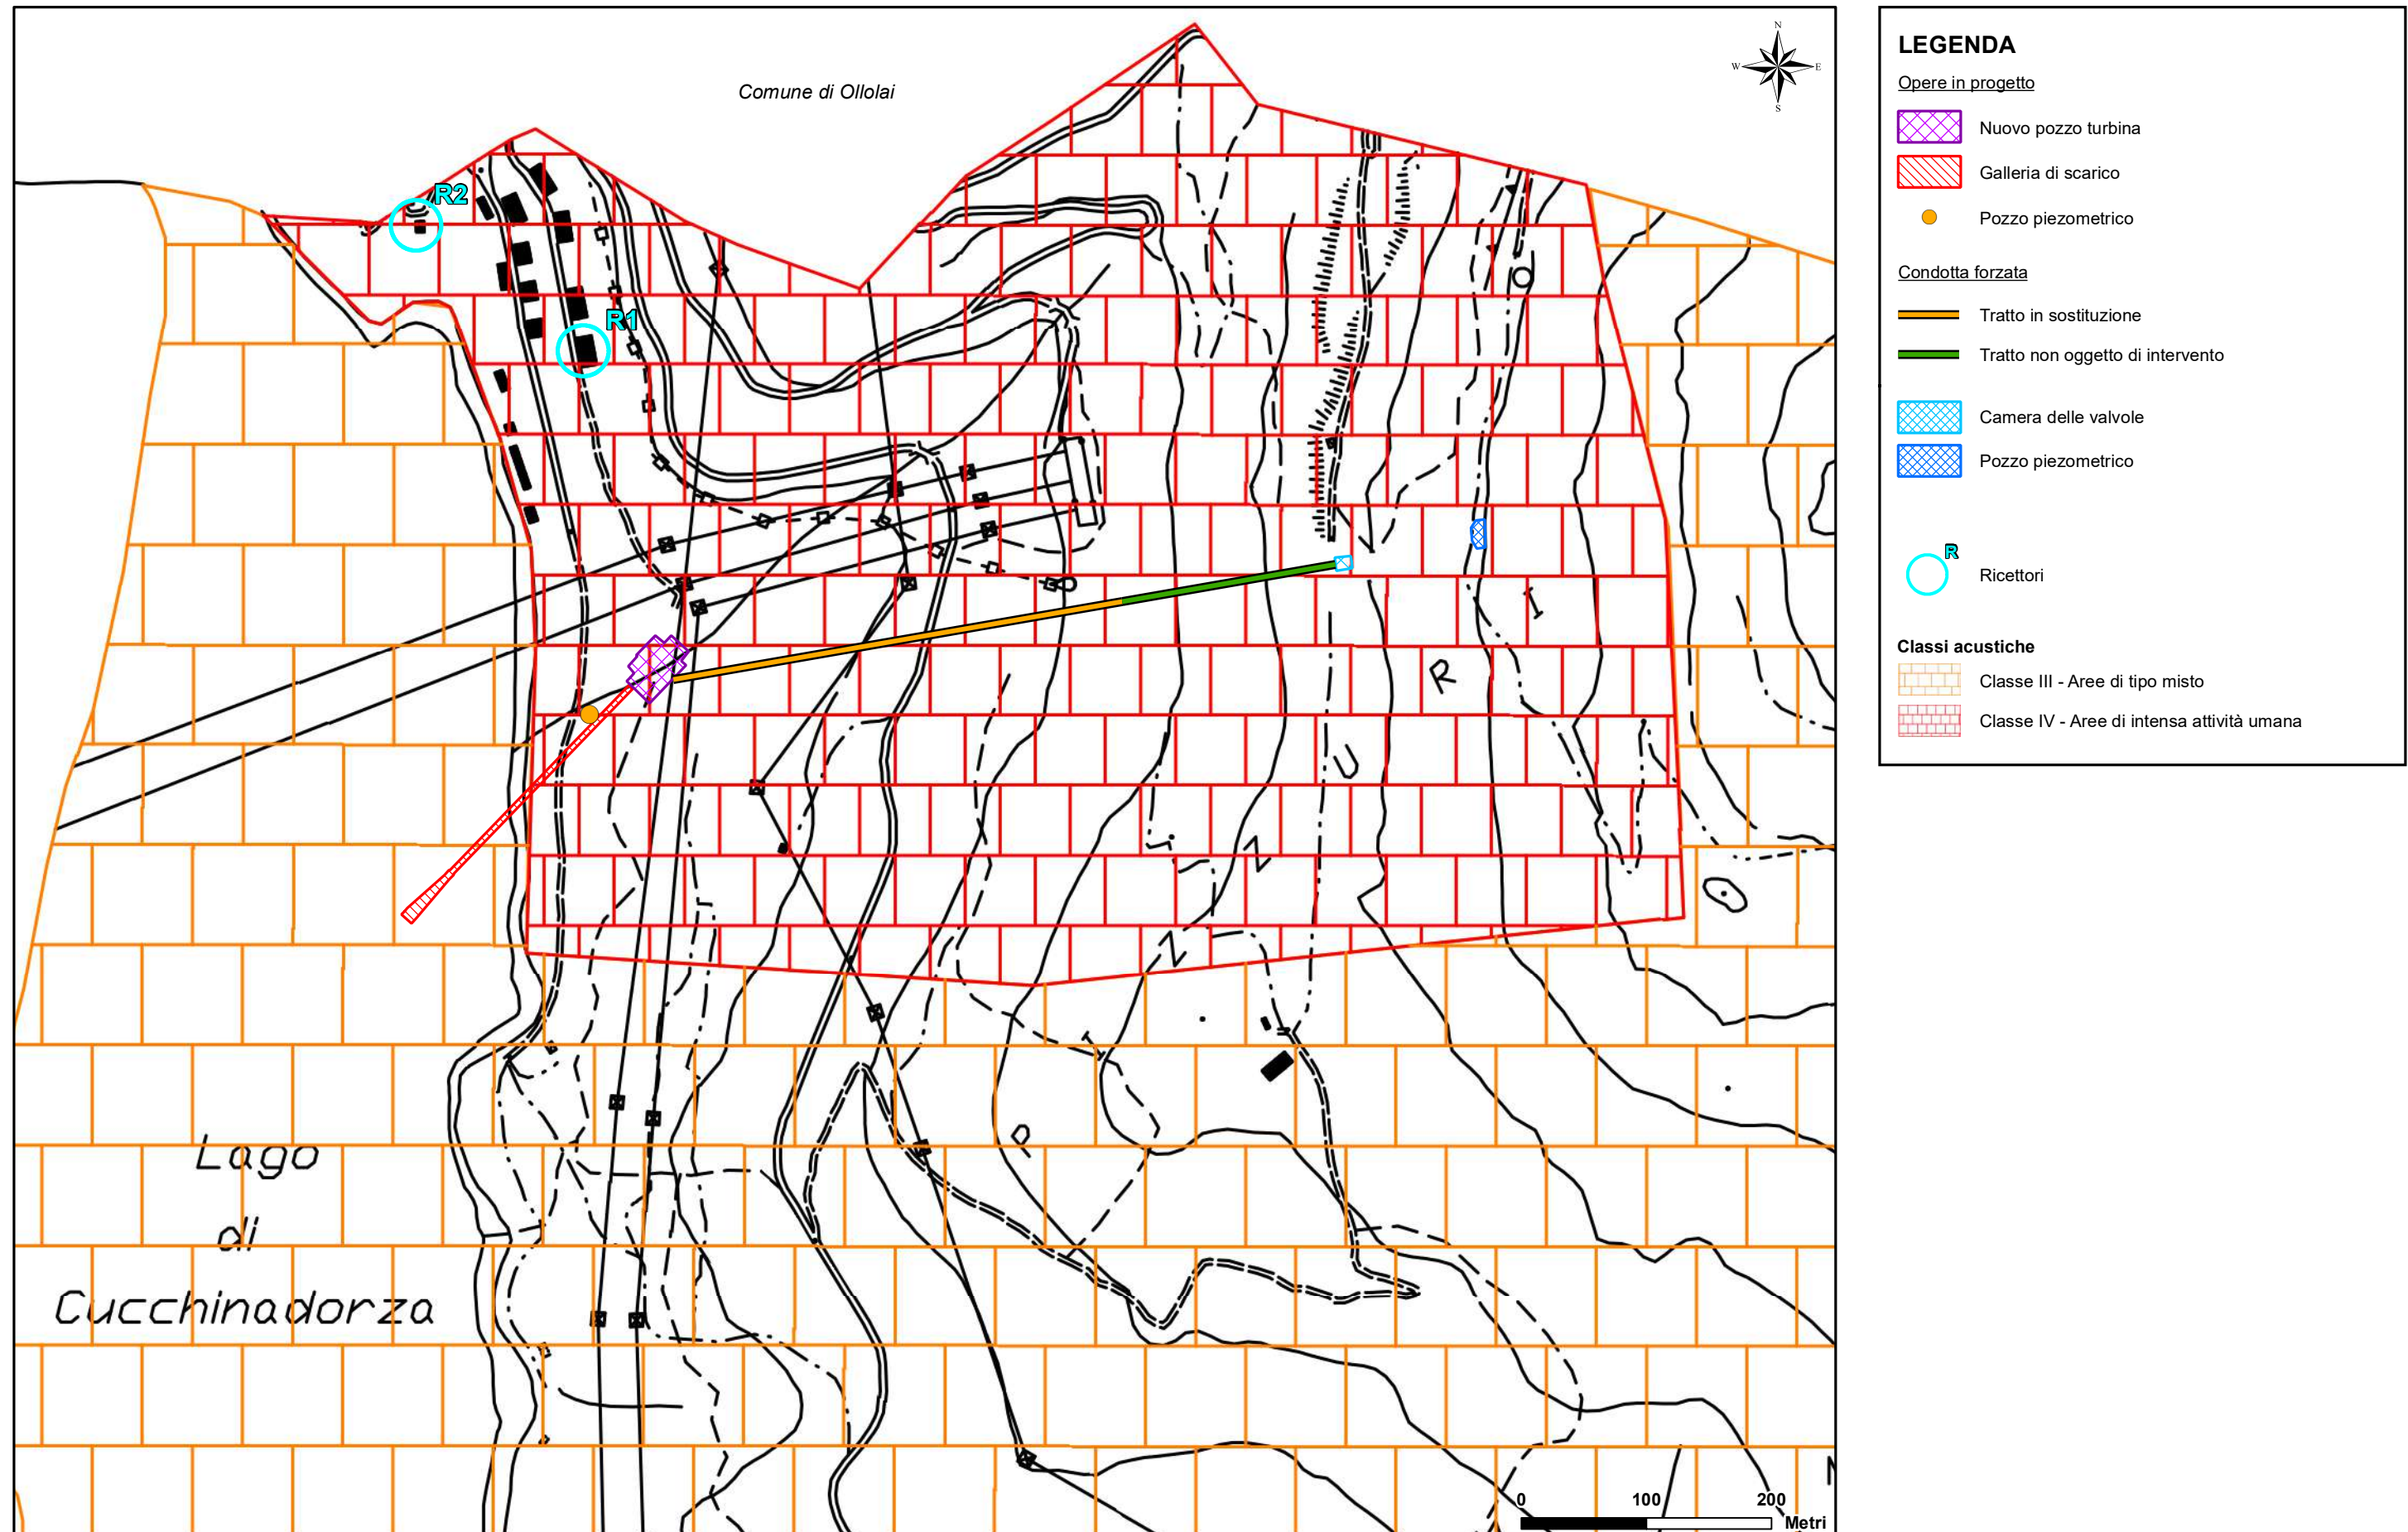 Comune di Ollolai
N
W
E
S
R2
R1
R
U
N
N
I
T
I
P
Lago
di
Cucchinadorza
0
100
200
Metri
LEGENDA
Opere in progetto
Nuovo pozzo turbina
Galleria di scarico
Pozzo piezometrico
Condotta forzata
Tratto in sostituzione
Tratto non oggetto di intervento
Camera delle valvole
Pozzo piezometrico
R
Ricettori
Classi acustiche
Classe III - Aree di tipo misto
Classe IV - Aree di intensa attività umana